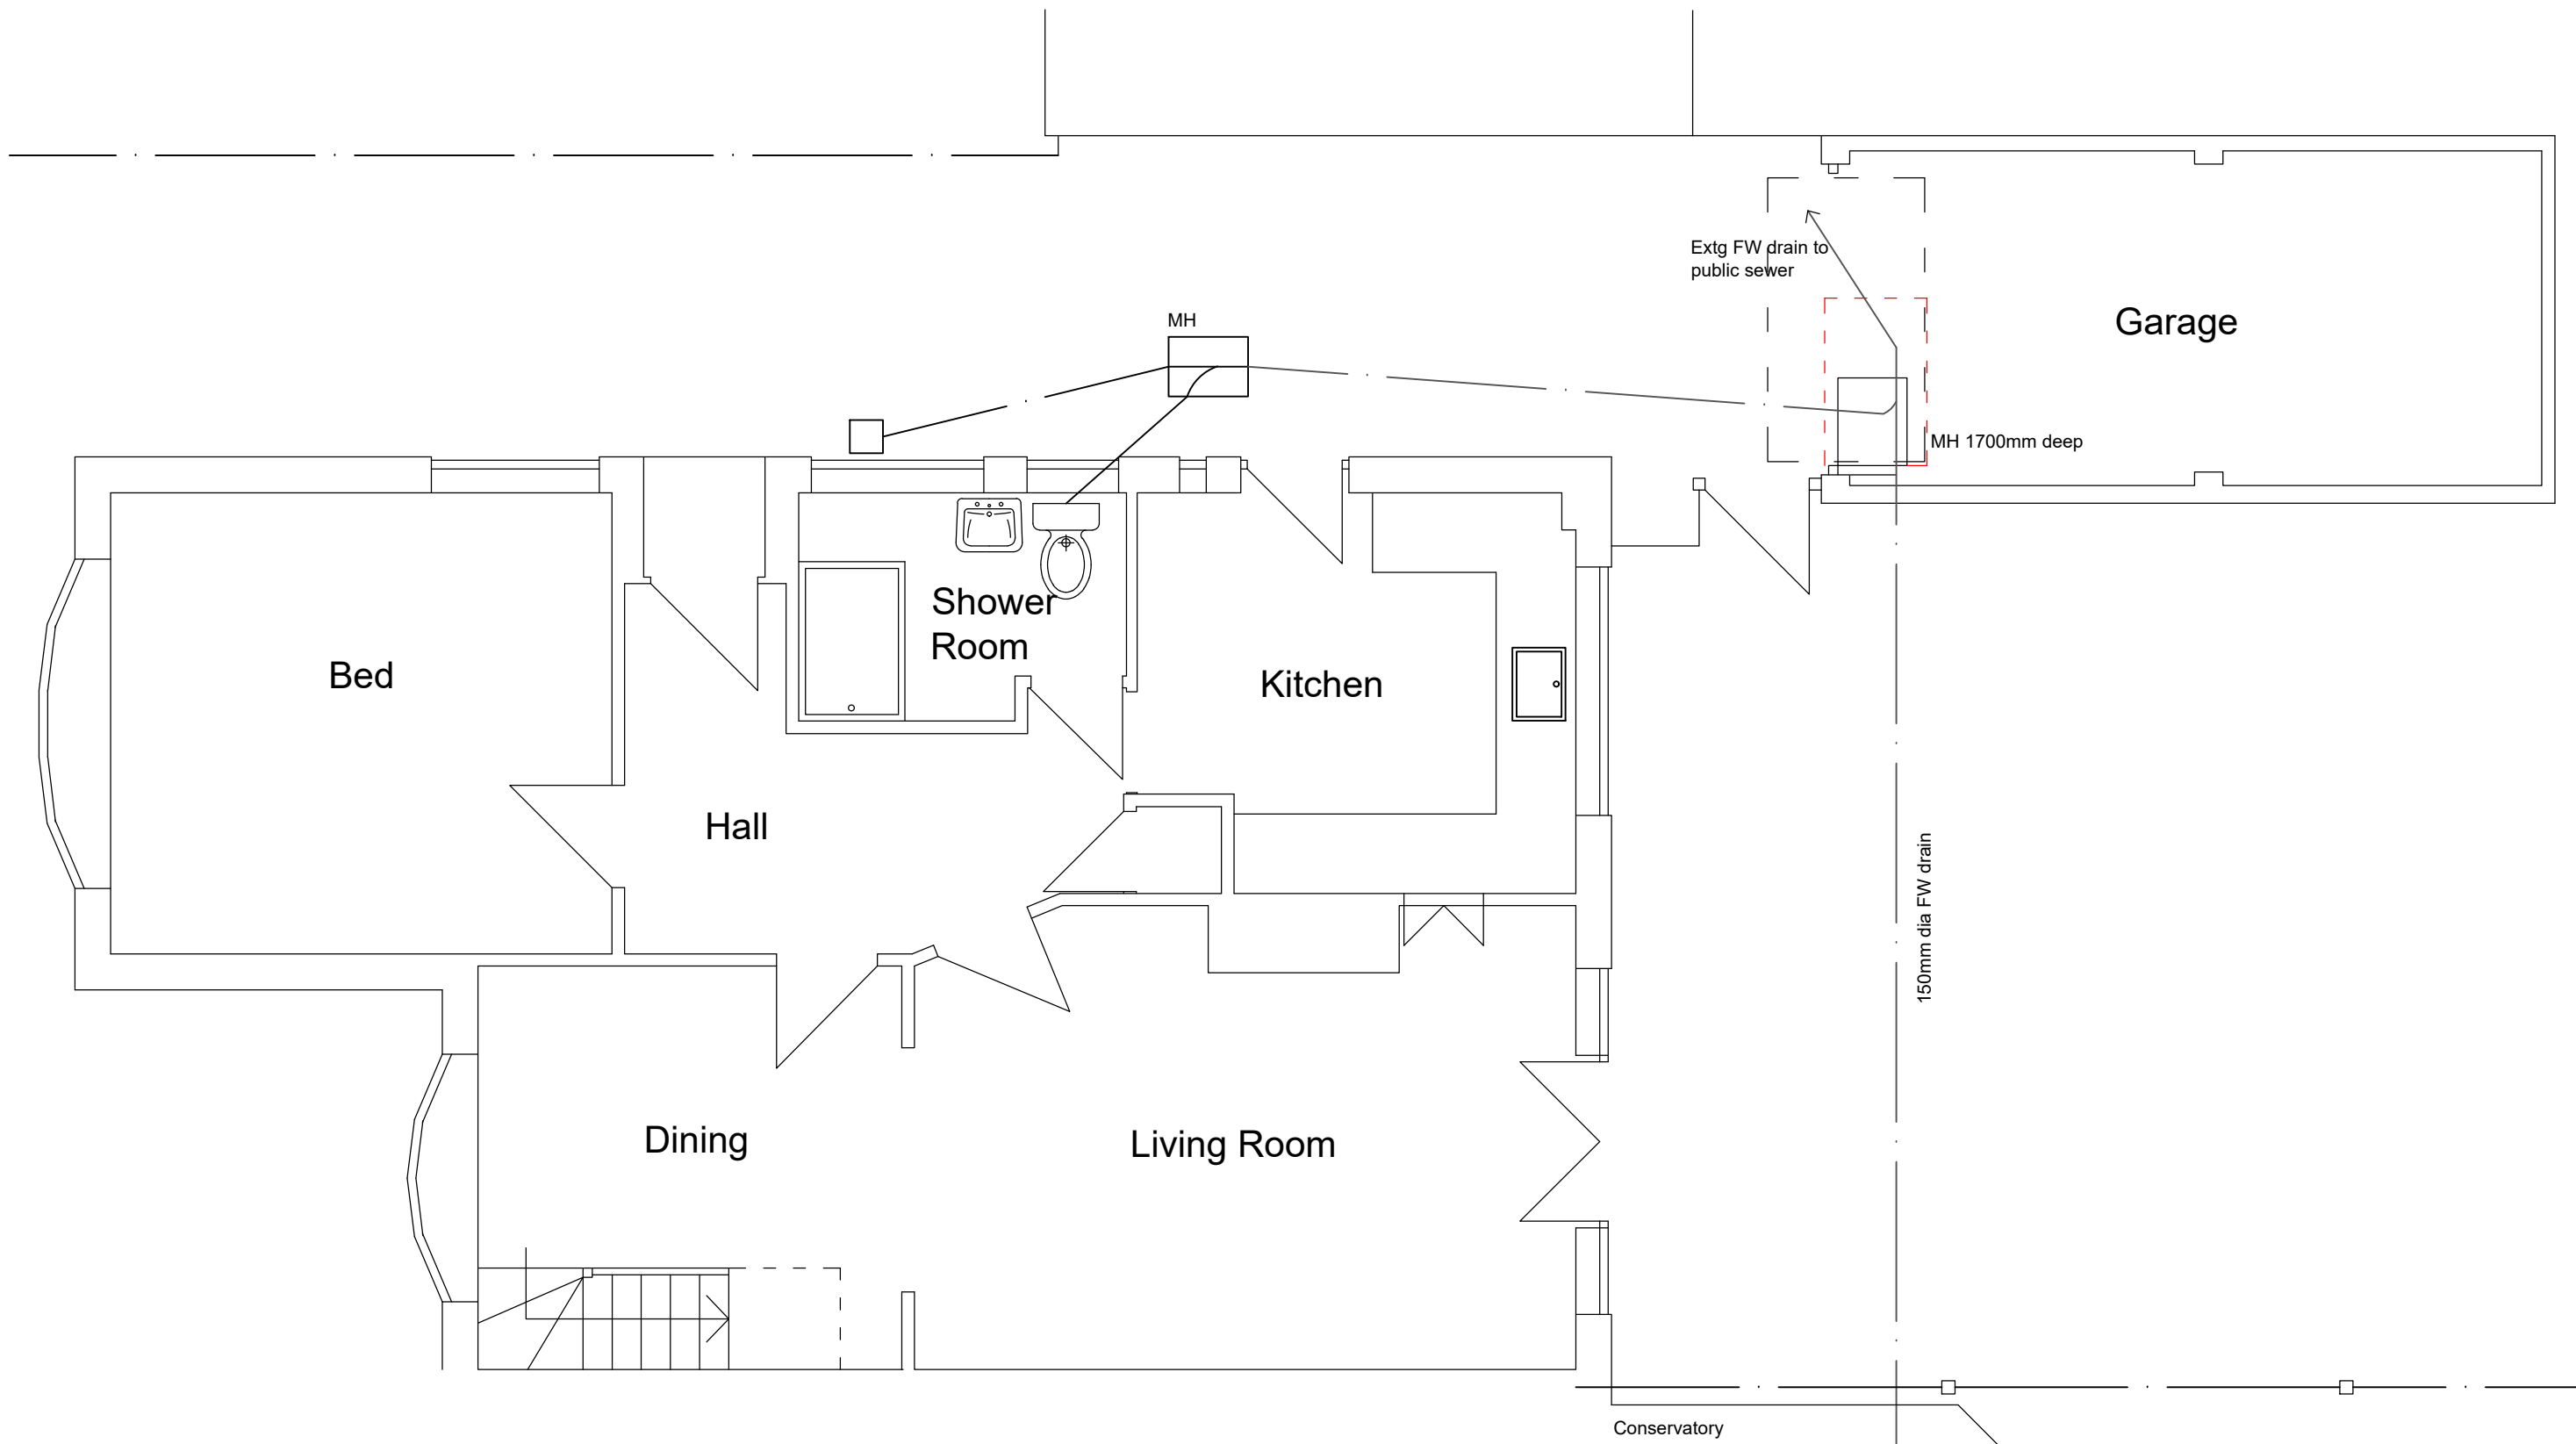 Extg FW drain to
public sewer
MH
Garage
MH 1700mm deep
Shower
Room
Bed
Kitchen
Hall
150mm dia FW drain
Dining
Living Room
Conservatory